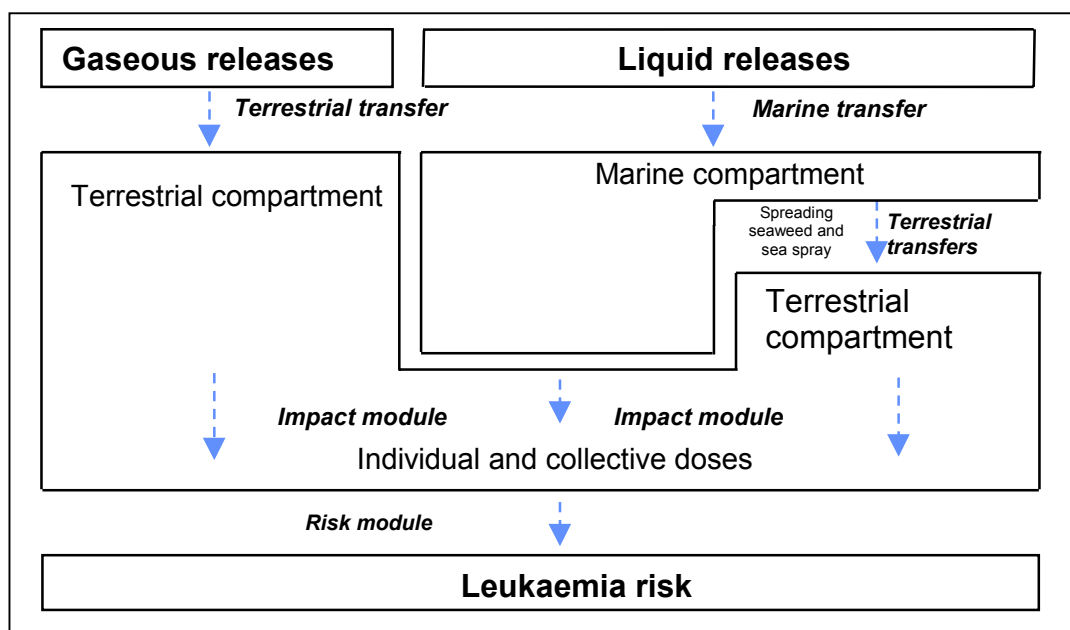 Gaseous releases
Liquid releases
Terrestrial transfer
Marine transfer
Terrestrial compartment
Marine compartment
Spreading
seaweed and
sea spray
Terrestrial
transfers
Terrestrial
compartment
Impact module
Impact module
Individual and collective doses
Risk module
Leukaemia risk